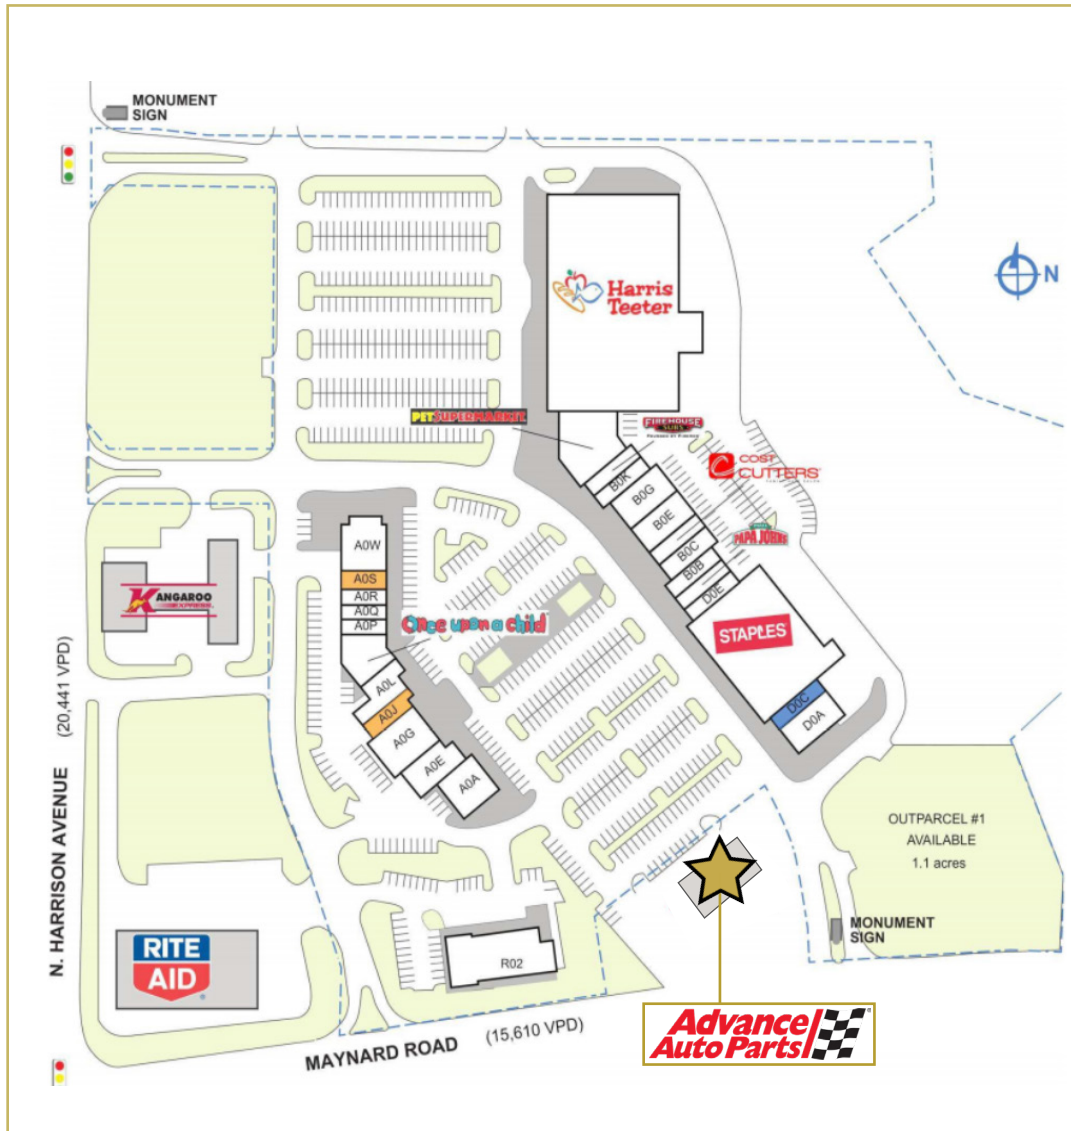 MONUMENT
SIGN
N
Harris
Teeter
PET SUPERMARKET
FIREHOUSE
SUBS
COST
CUTTERS
PAPA JOHNS
B0K
B0G
B0E
B0C
B0B
D0E
STAPLES
D0C
D0A
A0W
A0S
A0R
A0Q
A0P
Once upon a child
A0L
A0J
A0G
A0E
A0A
KANGAROO
EXPRESS
N. HARRISON AVENUE (20,441 VPD)
OUTPARCEL #1
AVAILABLE
1.1 acres
MONUMENT
SIGN
RITE
AID
R02
MAYNARD ROAD (15,610 VPD)
Advance
Auto Parts